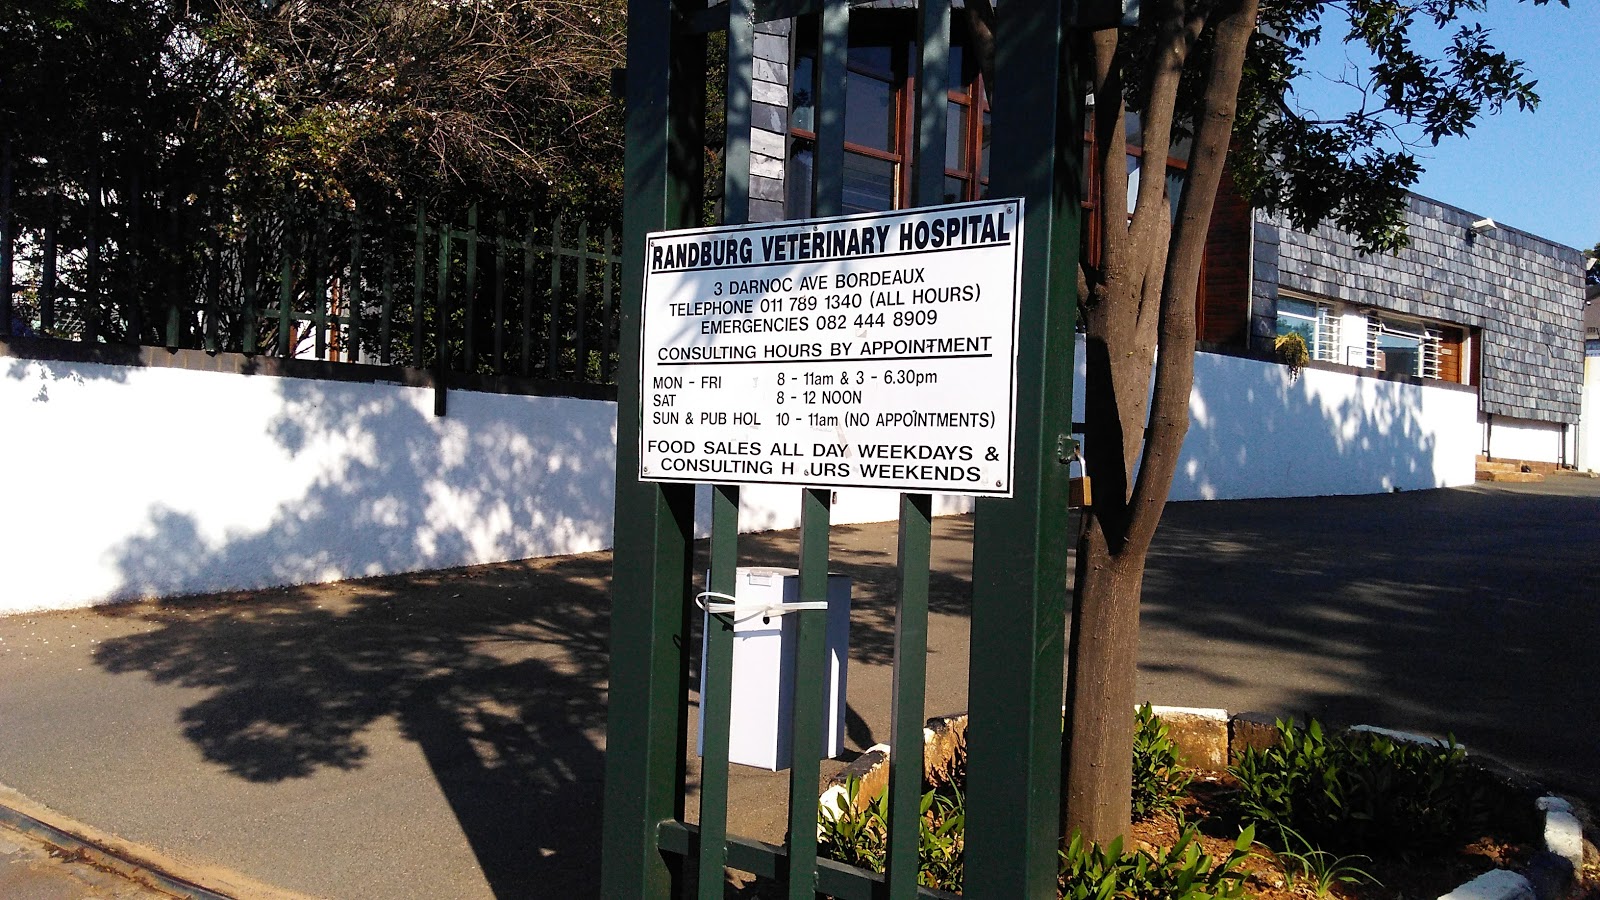 RANDBURG VETERINARY HOSPITAL
3 DARNOC AVE BORDEAUX
TELEPHONE 011 789 1340 (ALL HOURS)
EMERGENCIES 082 444 8909
CONSULTING HOURS BY APPOINTMENT
MON - FRI 8 - 11am & 3 - 6.30pm
SAT 8 - 12 NOON
SUN & PUB HOL 10 - 11am (NO APPOINTMENTS)
FOOD SALES ALL DAY WEEKDAYS &
CONSULTING H URS WEEKENDS